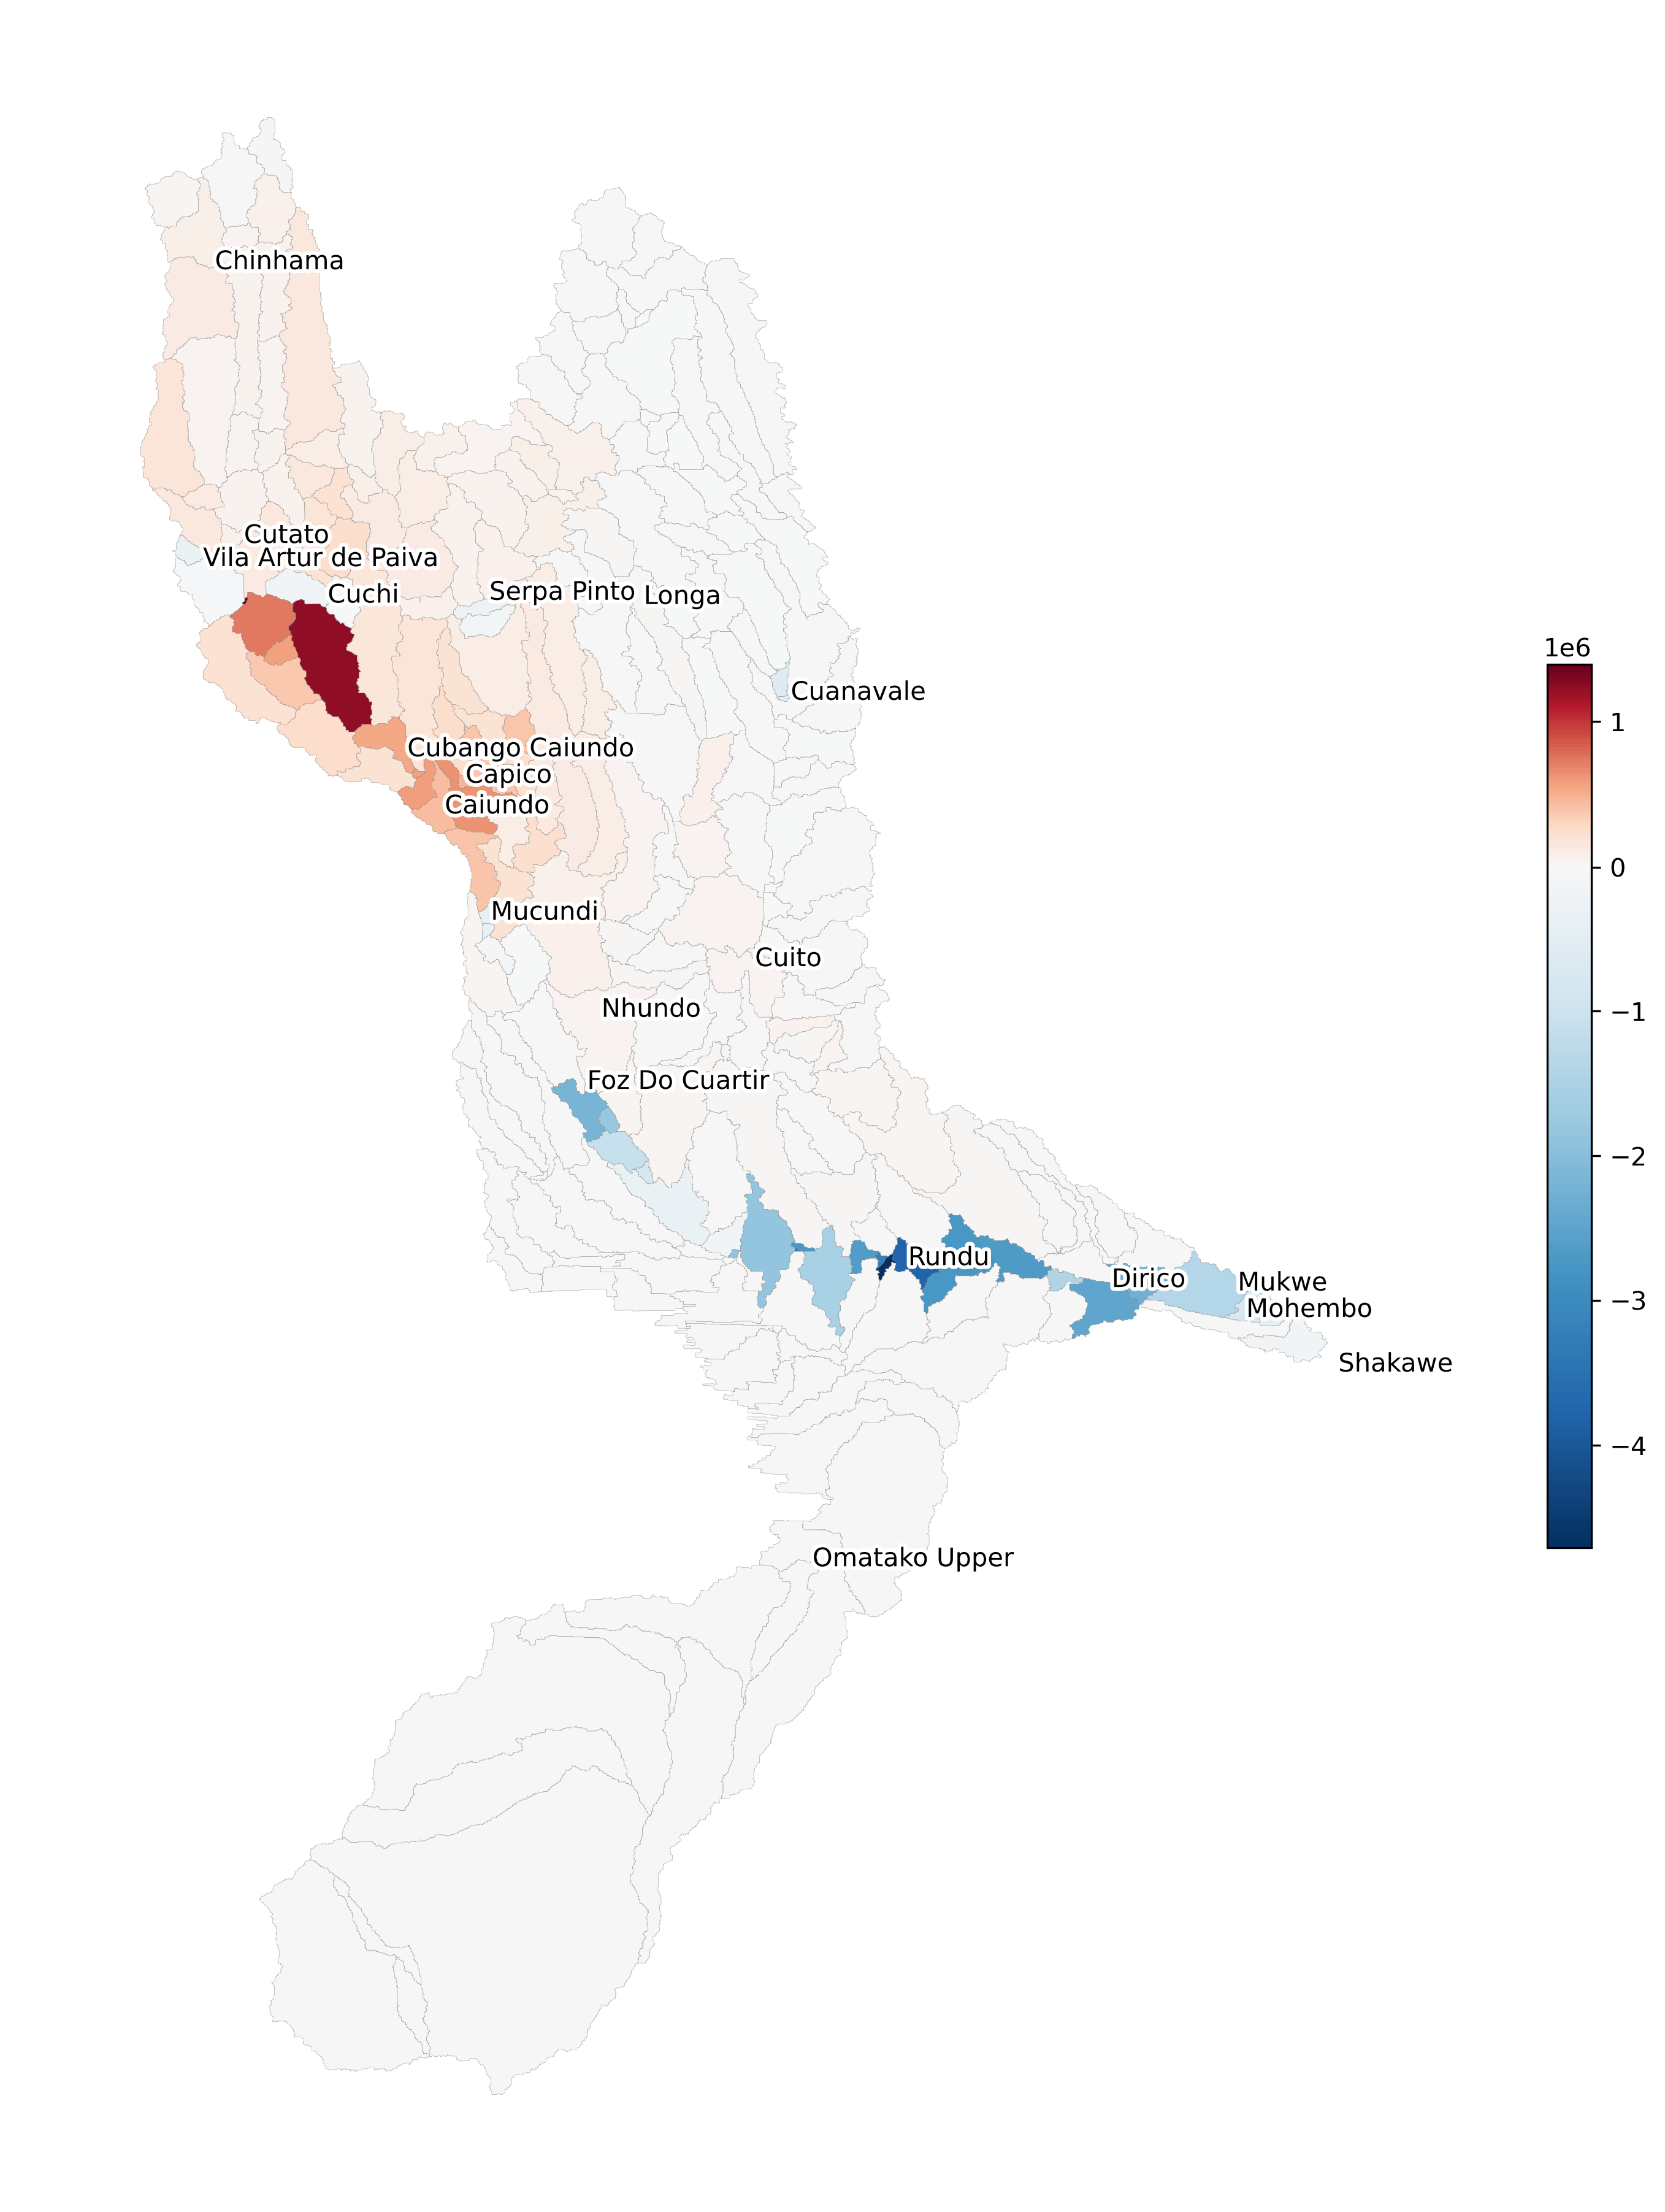 Chinhama
Cutato
Vila Artur de Paiva
Cuchi
Serpa Pinto
Longa
Cuanavale
Cubango Caiundo
Capico
Caiundo
Mucundi
Cuito
Nhundo
Foz Do Cuartir
Rundu
Dirico
Mukwe
Mohembo
Shakawe
Omatako Upper
1e6
1
0
−1
−2
−3
−4